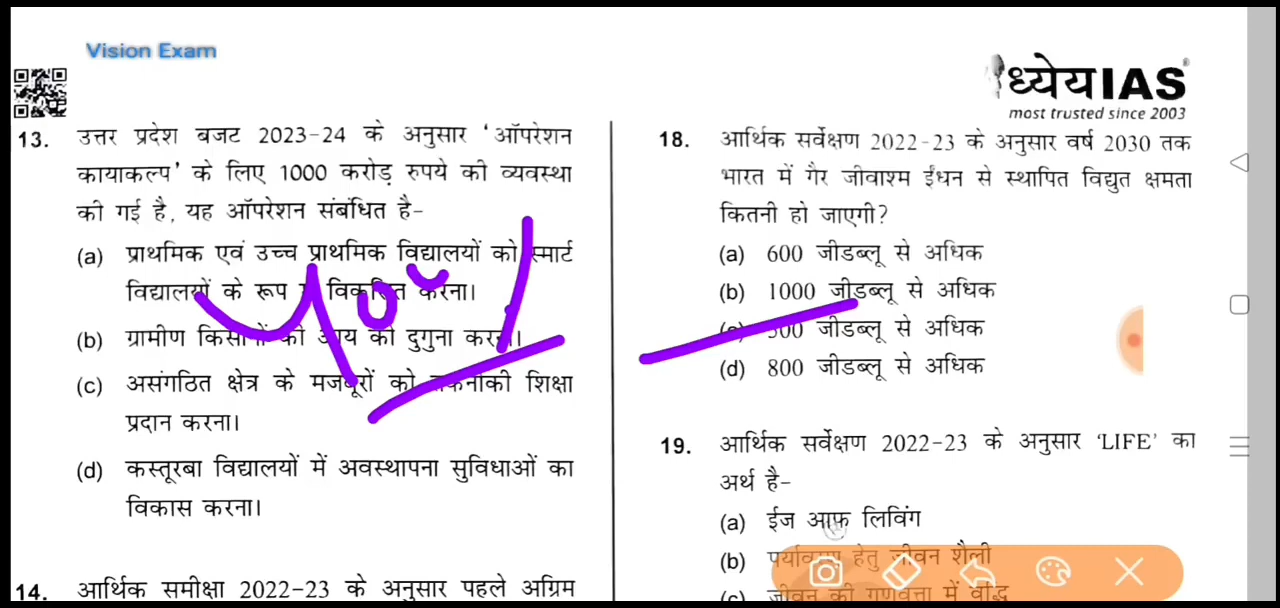 Vision Exam
ध्येय IAS
most trusted since 2003
13. उत्तर प्रदेश बजट 2023-24 के अनुसार 'ऑपरेशन
कायाकल्प' के लिए 1000 करोड़ रुपये की व्यवस्था
की गई है, यह ऑपरेशन संबंधित है-
(a) प्राथमिक एवं उच्च प्राथमिक विद्यालयों को स्मार्ट
विद्यालयों के रूप विकसित करना।
(b) ग्रामीण किसानों की आय को दुगुना करना।
(c) असंगठित क्षेत्र के मजदूरों को तकनीकी शिक्षा
प्रदान करना।
(d) कस्तूरबा विद्यालयों में अवस्थापना सुविधाओं का
विकास करना।
14. आर्थिक समीक्षा 2022-23 के अनुसार पहले अग्रिम
18. आर्थिक सर्वेक्षण 2022-23 के अनुसार वर्ष 2030 तक
भारत में गैर जीवाश्म ईंधन से स्थापित विद्युत क्षमता
कितनी हो जाएगी?
(a) 600 जीडब्लू से अधिक
(b) 1000 जीडब्लू से अधिक
(c) 500 जीडब्लू से अधिक
(d) 800 जीडब्लू से अधिक
19. आर्थिक सर्वेक्षण 2022-23 के अनुसार 'LIFE' का
अर्थ है-
(a) ईज आफ लिविंग
(b) पर्यावरण हेतु जीवन शैली
(c) जीवन की गुणवत्ता में वृद्धि
40%